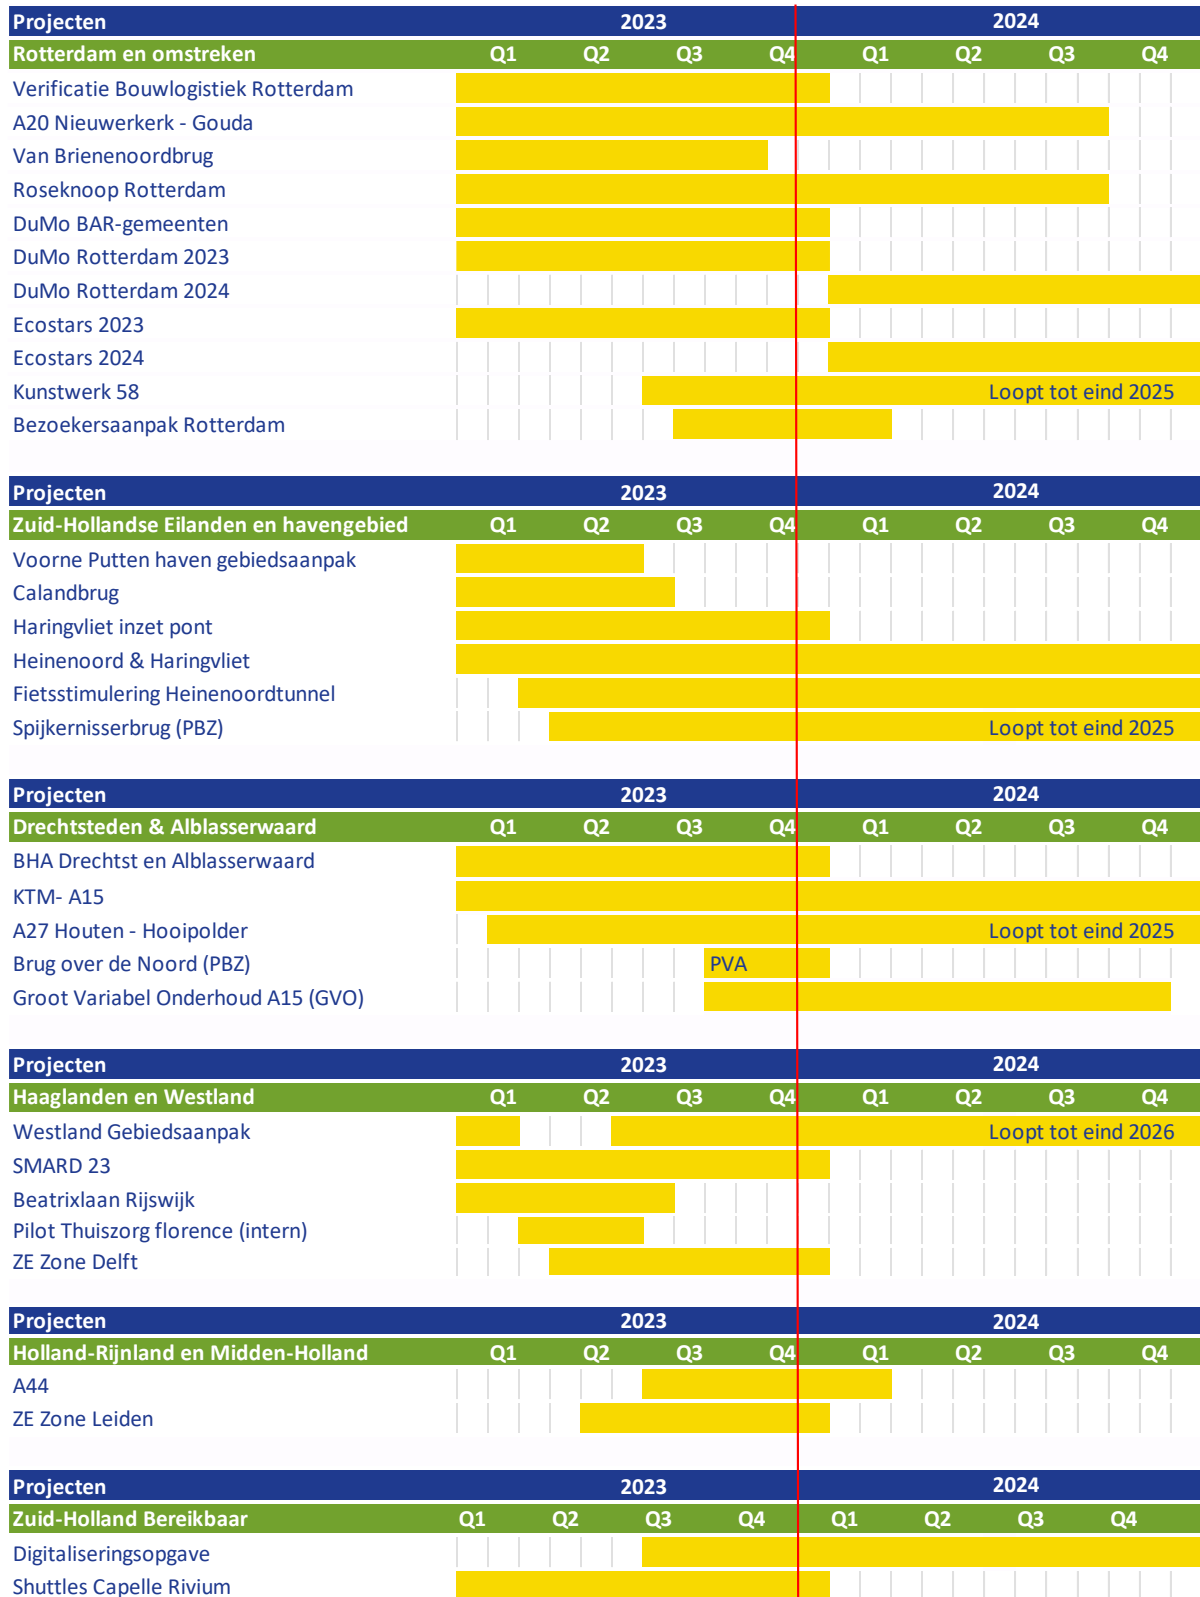 Projecten 2023 2024
Rotterdam en omstreken Q1 Q2 Q3 Q4 Q1 Q2 Q3 Q4
Verificatie Bouwlogistiek Rotterdam
A20 Nieuwerkerk - Gouda
Van Brienenoordbrug
Roseknoop Rotterdam
DuMo BAR-gemeenten
DuMo Rotterdam 2023
DuMo Rotterdam 2024
Ecostars 2023
Ecostars 2024
Kunstwerk 58 Loopt tot eind 2025
Bezoekersaanpak Rotterdam
Projecten 2023 2024
Zuid-Hollandse Eilanden en havengebied Q1 Q2 Q3 Q4 Q1 Q2 Q3 Q4
Voorne Putten haven gebiedsaanpak
Calandbrug
Haringvliet inzet pont
Heinenoord & Haringvliet
Fietsstimulering Heinenoordtunnel
Spijkernisserbrug (PBZ) Loopt tot eind 2025
Projecten 2023 2024
Drechtsteden & Alblasserwaard Q1 Q2 Q3 Q4 Q1 Q2 Q3 Q4
BHA Drechtst en Alblasserwaard
KTM- A15
A27 Houten - Hooipolder Loopt tot eind 2025
Brug over de Noord (PBZ) PVA
Groot Variabel Onderhoud A15 (GVO)
Projecten 2023 2024
Haaglanden en Westland Q1 Q2 Q3 Q4 Q1 Q2 Q3 Q4
Westland Gebiedsaanpak Loopt tot eind 2026
SMARD 23
Beatrixlaan Rijswijk
Pilot Thuiszorg florence (intern)
ZE Zone Delft
Projecten 2023 2024
Holland-Rijnland en Midden-Holland Q1 Q2 Q3 Q4 Q1 Q2 Q3 Q4
A44
ZE Zone Leiden
Projecten 2023 2024
Zuid-Holland Bereikbaar Q1 Q2 Q3 Q4 Q1 Q2 Q3 Q4
Digitaliseringsopgave
Shuttles Capelle Rivium